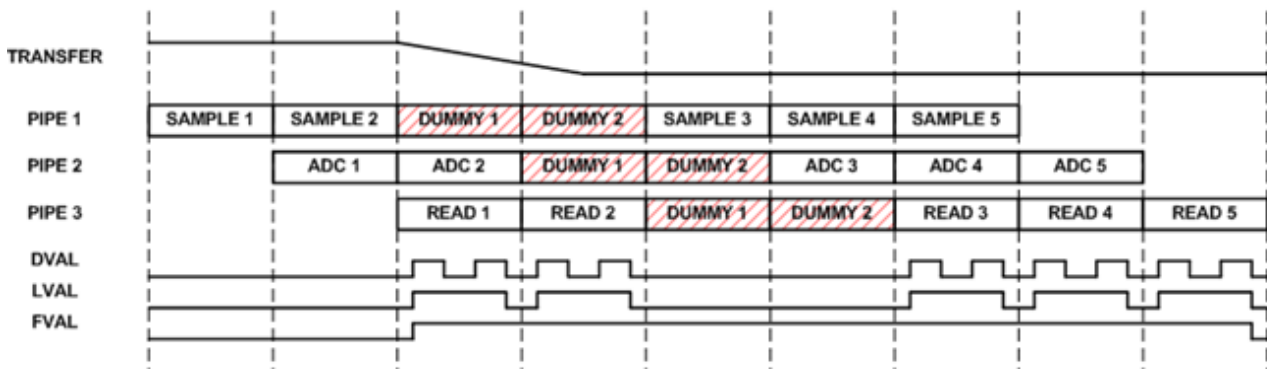 TRANSFER
PIPE 1 SAMPLE 1 SAMPLE 2 DUMMY 1 DUMMY 2 SAMPLE 3 SAMPLE 4 SAMPLE 5
PIPE 2 ADC 1 ADC 2 DUMMY 1 DUMMY 2 ADC 3 ADC 4 ADC 5
PIPE 3 READ 1 READ 2 DUMMY 1 DUMMY 2 READ 3 READ 4 READ 5
DVAL
LVAL
FVAL